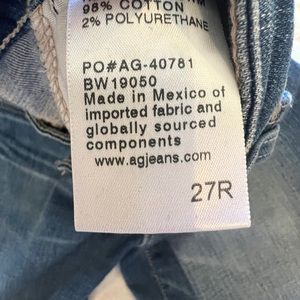 98% COTTON
2% POLYURETHANE
PO#AG-40781
BW19050
Made in Mexico of
imported fabric and
globally sourced
components
www.agjeans.com
27R